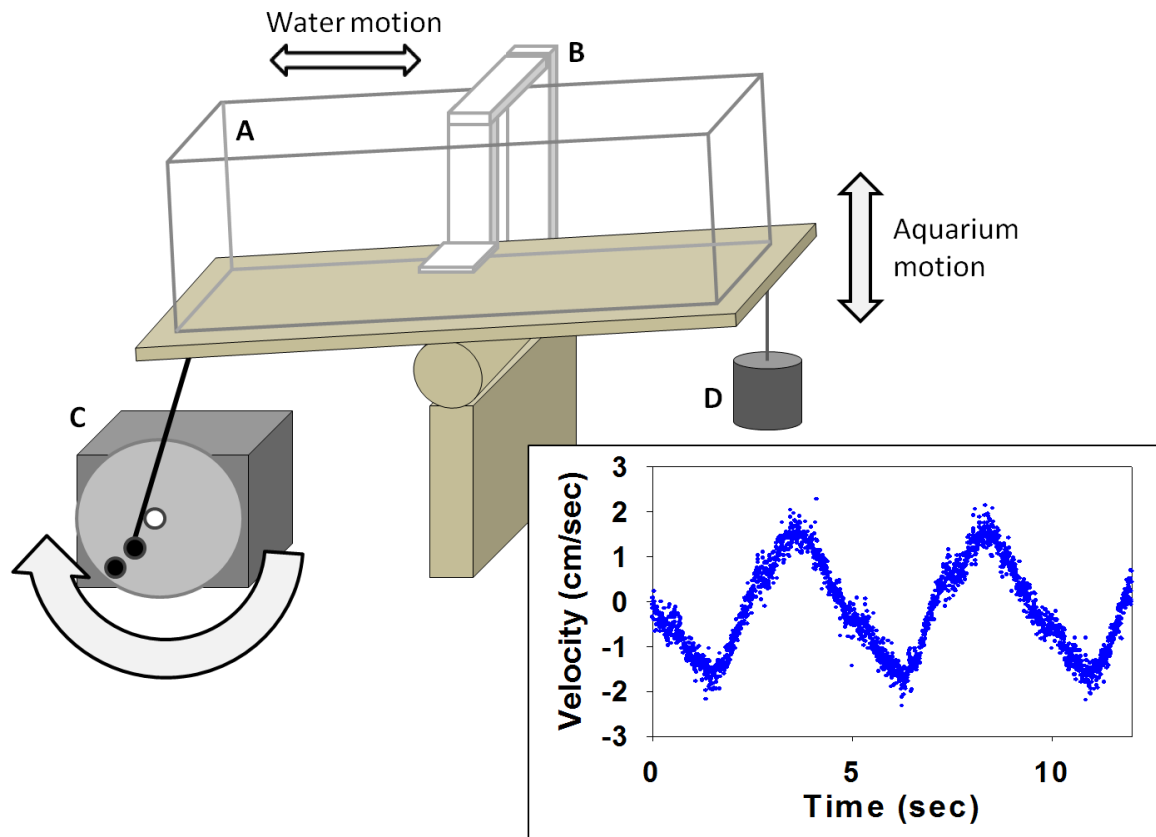 Water motion
B
A
Aquarium
motion
C
D
Velocity (cm/sec)
3
2
1
0
-1
-2
-3
0
5
10
Time (sec)